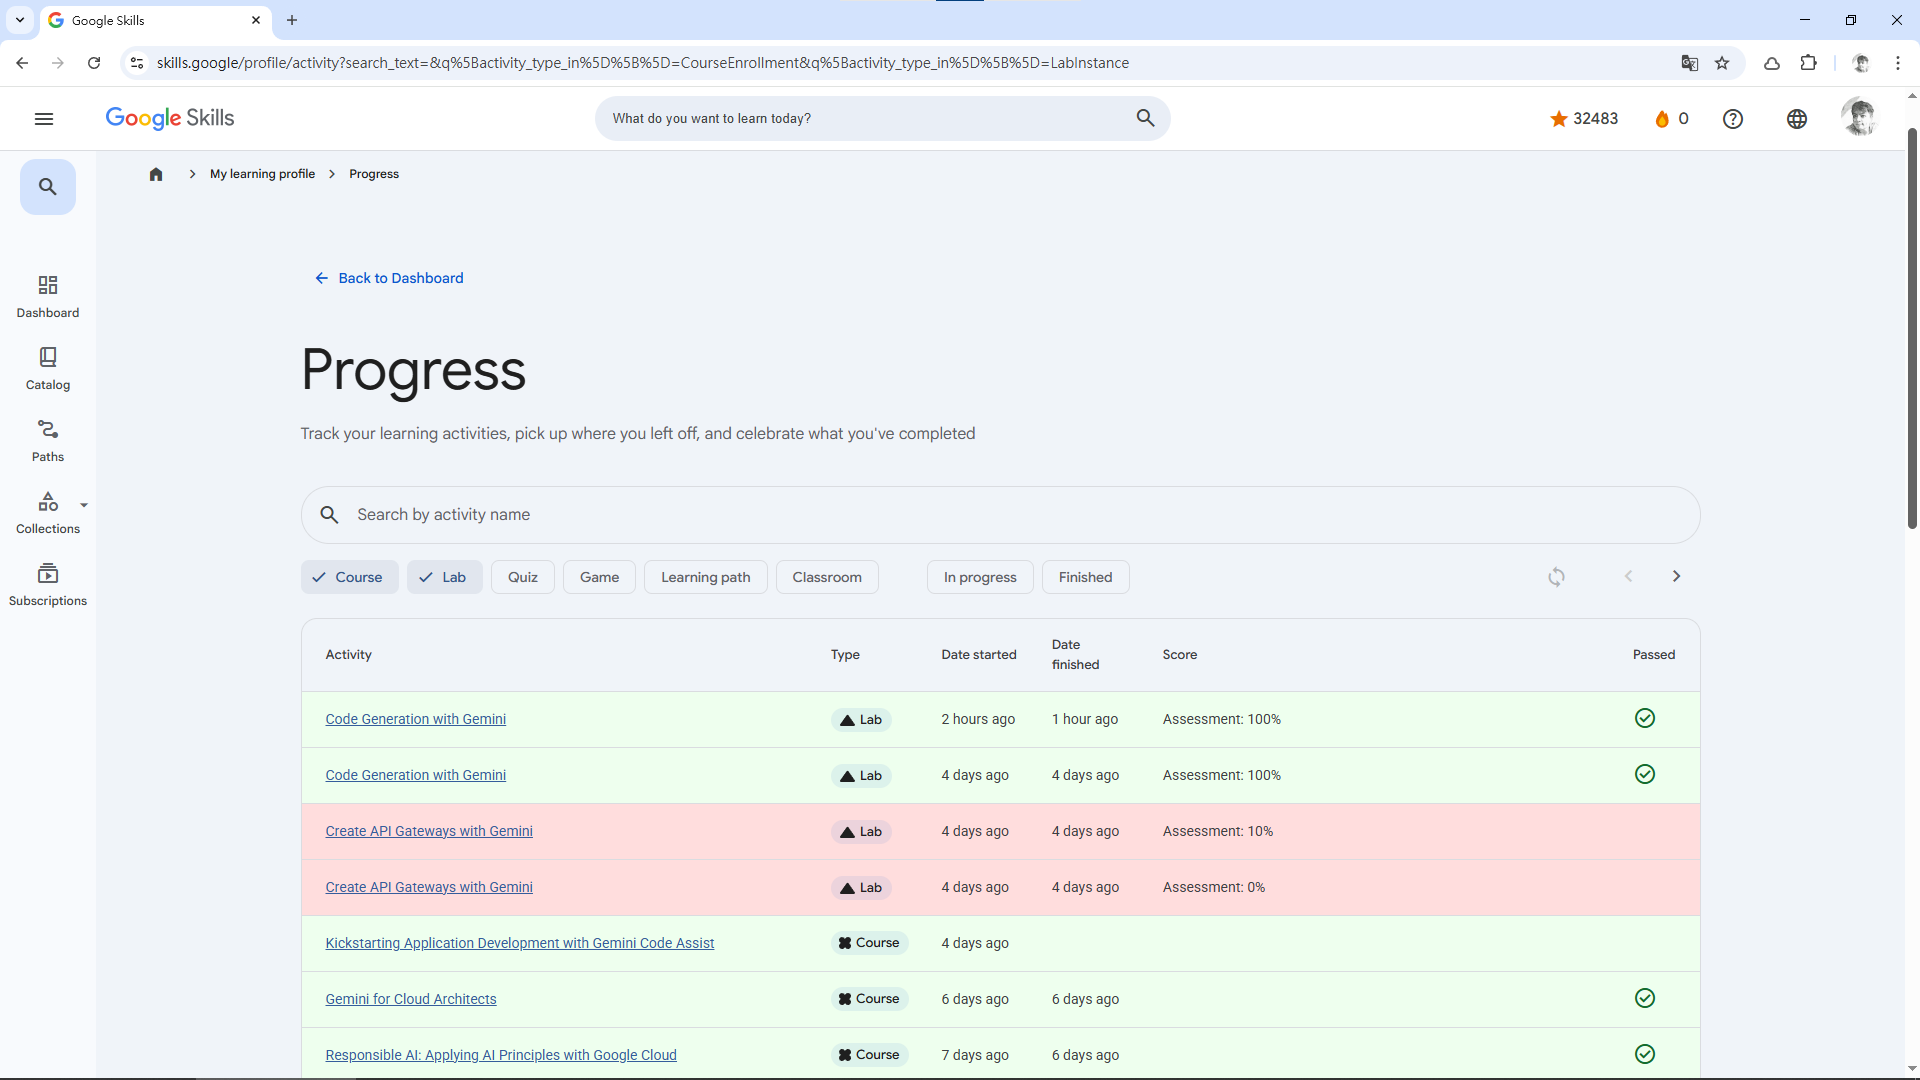 Google Skills
skills.google/profile/activity?search_text=&q%5Bactivity_type_in%5D%5B%5D=CourseEnrollment&q%5Bactivity_type_in%5D%5B%5D=LabInstance
Google Skills
What do you want to learn today?
32483
0
My learning profile
Progress
Dashboard
Catalog
Paths
Collections
Subscriptions
Back to Dashboard
Progress
Track your learning activities, pick up where you left off, and celebrate what you've completed
Search by activity name
Course Lab Quiz Game Learning path Classroom In progress Finished
Activity Type Date started Date finished Score Passed
Code Generation with Gemini Lab 2 hours ago 1 hour ago Assessment: 100%
Code Generation with Gemini Lab 4 days ago 4 days ago Assessment: 100%
Create API Gateways with Gemini Lab 4 days ago 4 days ago Assessment: 10%
Create API Gateways with Gemini Lab 4 days ago 4 days ago Assessment: 0%
Kickstarting Application Development with Gemini Code Assist Course 4 days ago
Gemini for Cloud Architects Course 6 days ago 6 days ago
Responsible AI: Applying AI Principles with Google Cloud Course 7 days ago 6 days ago